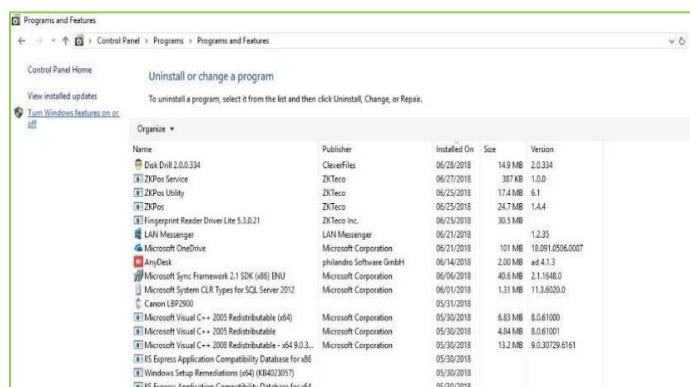 Programs and Features
Control Panel > Programs > Programs and Features
Control Panel Home
Uninstall or change a program
View installed updates
To uninstall a program, select it from the list and then click Uninstall, Change, or Repair.
Turn Windows features on or
off
Organize
Name Publisher Installed On Size Version
Disk Drill 2.0.0.334 CleverFiles 06/28/2018 14.9 MB 2.0.334
ZKPos Service ZKTeco 06/27/2018 387 KB 1.0.0
ZKPos Utility ZKTeco 06/25/2018 17.4 MB 6.1
ZKPos ZKTeco 06/25/2018 24.7 MB 1.4.4
Fingerprint Reader Driver Lite 5.3.0.21 ZKTeco Inc. 06/25/2018 30.5 MB
LAN Messenger LAN Messenger 06/21/2018 1.2.35
Microsoft OneDrive Microsoft Corporation 06/21/2018 101 MB 18.091.0506.0007
AnyDesk philandro Software GmbH 06/14/2018 2.00 MB ad 4.1.3
Microsoft Sync Framework 2.1 SDK (x86) ENU Microsoft Corporation 06/06/2018 40.6 MB 2.1.1648.0
Microsoft System CLR Types for SQL Server 2012 Microsoft Corporation 06/01/2018 1.31 MB 11.3.6020.0
Canon LBP2900 05/31/2018
Microsoft Visual C++ 2005 Redistributable (x64) Microsoft Corporation 05/30/2018 6.83 MB 8.0.61000
Microsoft Visual C++ 2005 Redistributable Microsoft Corporation 05/30/2018 4.84 MB 8.0.61001
Microsoft Visual C++ 2008 Redistributable - x64 9.0.3... Microsoft Corporation 05/30/2018 13.2 MB 9.0.30729.6161
IIS Express Application Compatibility Database for x86 05/30/2018
Windows Setup Remediations (x64) (KB4023057) 05/30/2018
IIS Express Application Compatibility Database for x64 05/30/2018